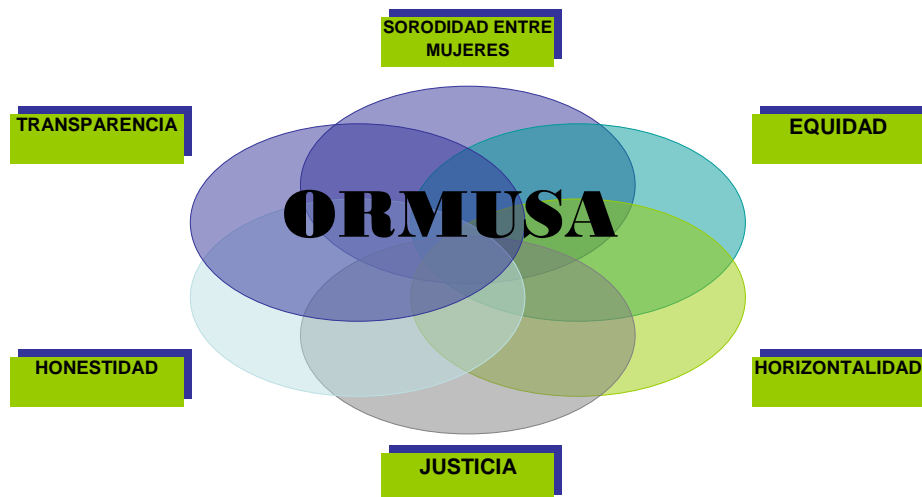 SORODIDAD ENTRE
MUJERES
TRANSPARENCIA
EQUIDAD
ORMUSA
HONESTIDAD
HORIZONTALIDAD
JUSTICIA